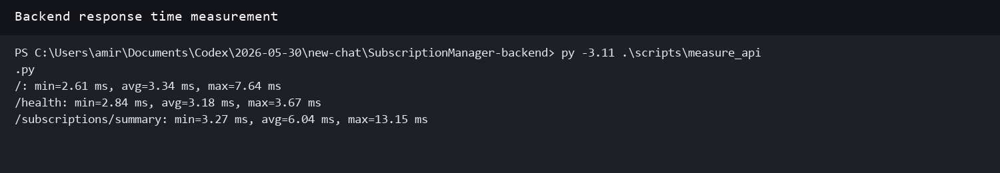 Backend response time measurement
PS C:\Users\amir\Documents\Codex\2026-05-30\new-chat\SubscriptionManager-backend> py -3.11 .\scripts\measure_api
.py
/: min=2.61 ms, avg=3.34 ms, max=7.64 ms
/health: min=2.84 ms, avg=3.18 ms, max=3.67 ms
/subscriptions/summary: min=3.27 ms, avg=6.04 ms, max=13.15 ms